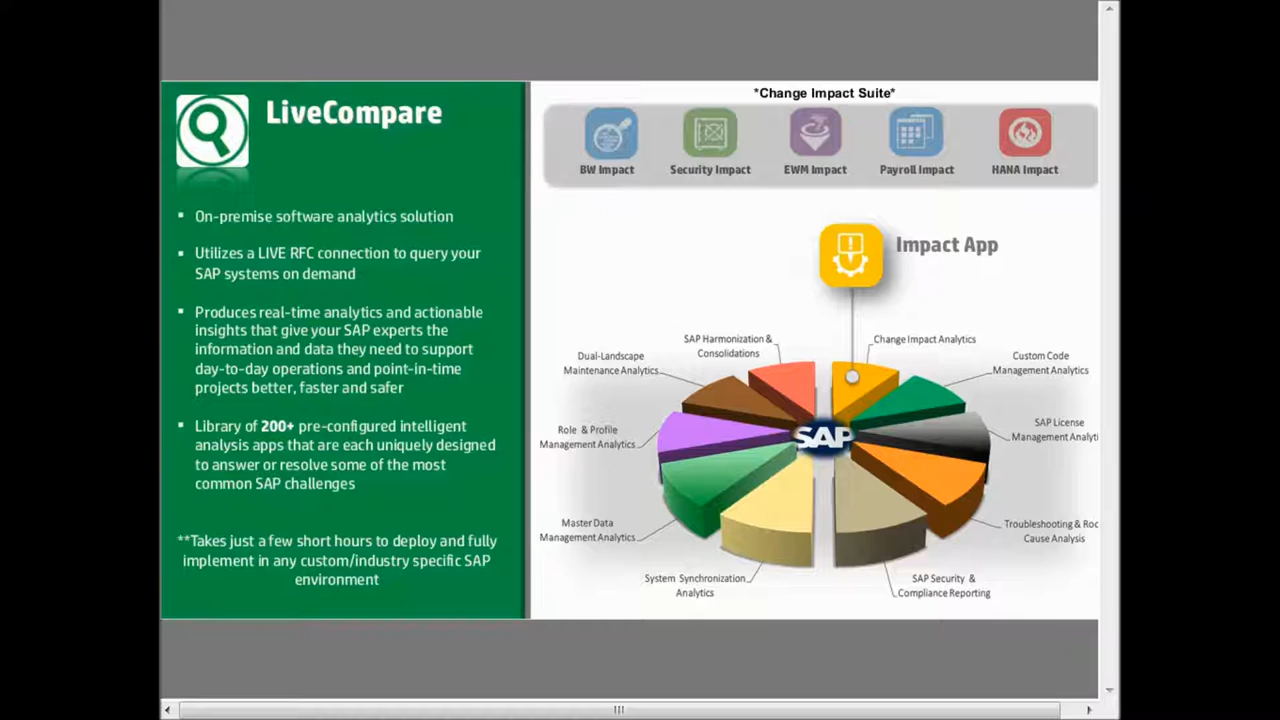 LiveCompare
▪ On-premise software analytics solution
▪ Utilizes a LIVE RFC connection to query your
SAP systems on demand
▪ Produces real-time analytics and actionable
insights that give your SAP experts the
information and data they need to support
day-to-day operations and point-in-time
projects better, faster and safer
▪ Library of 200+ pre-configured intelligent
analysis apps that are each uniquely designed
to answer or resolve some of the most
common SAP challenges
**Takes just a few short hours to deploy and fully
implement in any custom/industry specific SAP
environment
*Change Impact Suite*
BW Impact
Security Impact
EWM Impact
Payroll Impact
HANA Impact
Impact App
SAP Harmonization &
Consolidations
Change Impact Analytics
Dual-Landscape
Maintenance Analytics
Custom Code
Management Analytics
Role & Profile
Management Analytics
SAP
SAP License
Management Analyti
Master Data
Management Analytics
Troubleshooting & Roo
Cause Analysis
System Synchronization
Analytics
SAP Security &
Compliance Reporting